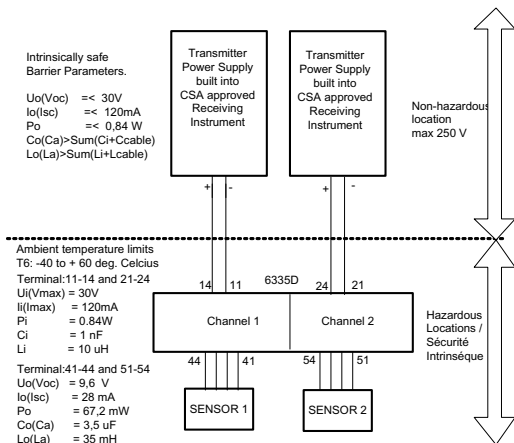 Intrinsically safe
Barrier Parameters.
Uo(Voc) =< 30V
Io(Isc) =< 120mA
Po =< 0,84 W
Co(Ca)>Sum(Ci+Ccable)
Lo(La)>Sum(Li+Lcable)
Transmitter
Power Supply
built into
CSA approved
Receiving
Instrument
+ -
Transmitter
Power Supply
built into
CSA approved
Receiving
Instrument
+ -
Non-hazardous
location
max 250 V
Ambient temperature limits
T6: -40 to + 60 deg. Celcius
Terminal:11-14 and 21-24
Ui(Vmax) = 30V
Ii(Imax) = 120mA
Pi = 0.84W
Ci = 1 nF
Li = 10 uH
Terminal:41-44 and 51-54
Uo(Voc) = 9,6 V
Io(Isc) = 28 mA
Po = 67,2 mW
Co(Ca) = 3,5 uF
Lo(La) = 35 mH
14 11 6335D 24 21
Channel 1 Channel 2
44 41 54 51
SENSOR 1 SENSOR 2
Hazardous
Locations /
Sécurité
Intrinséque